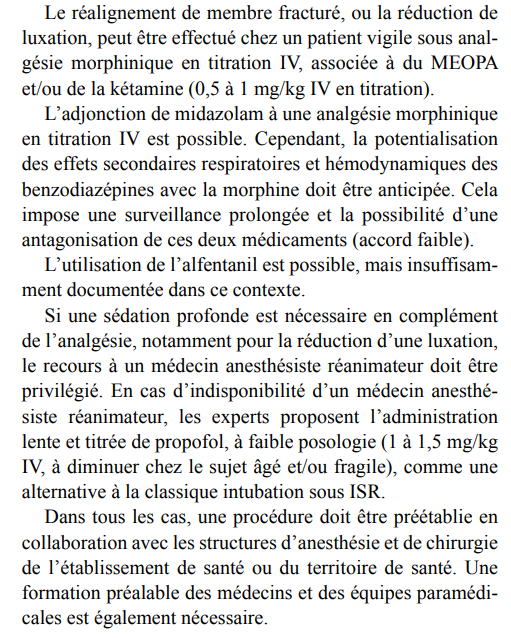 Le réalignement de membre fracturé, ou la réduction de
luxation, peut être effectué chez un patient vigile sous anal-
gésie morphinique en titration IV, associée à du MEOPA
et/ou de la kétamine (0,5 à 1 mg/kg IV en titration).
L’adjonction de midazolam à une analgésie morphinique
en titration IV est possible. Cependant, la potentialisation
des effets secondaires respiratoires et hémodynamiques des
benzodiazépines avec la morphine doit être anticipée. Cela
impose une surveillance prolongée et la possibilité d’une
antagonisation de ces deux médicaments (accord faible).
L’utilisation de l’alfentanil est possible, mais insuffisam-
ment documentée dans ce contexte.
Si une sédation profonde est nécessaire en complément
de l’analgésie, notamment pour la réduction d’une luxation,
le recours à un médecin anesthésiste réanimateur doit être
privilégié. En cas d’indisponibilité d’un médecin anesthé-
siste réanimateur, les experts proposent l’administration
lente et titrée de propofol, à faible posologie (1 à 1,5 mg/kg
IV, à diminuer chez le sujet âgé et/ou fragile), comme une
alternative à la classique intubation sous ISR.
Dans tous les cas, une procédure doit être préétablie en
collaboration avec les structures d’anesthésie et de chirurgie
de l’établissement de santé ou du territoire de santé. Une
formation préalable des médecins et des équipes paramédi-
cales est également nécessaire.